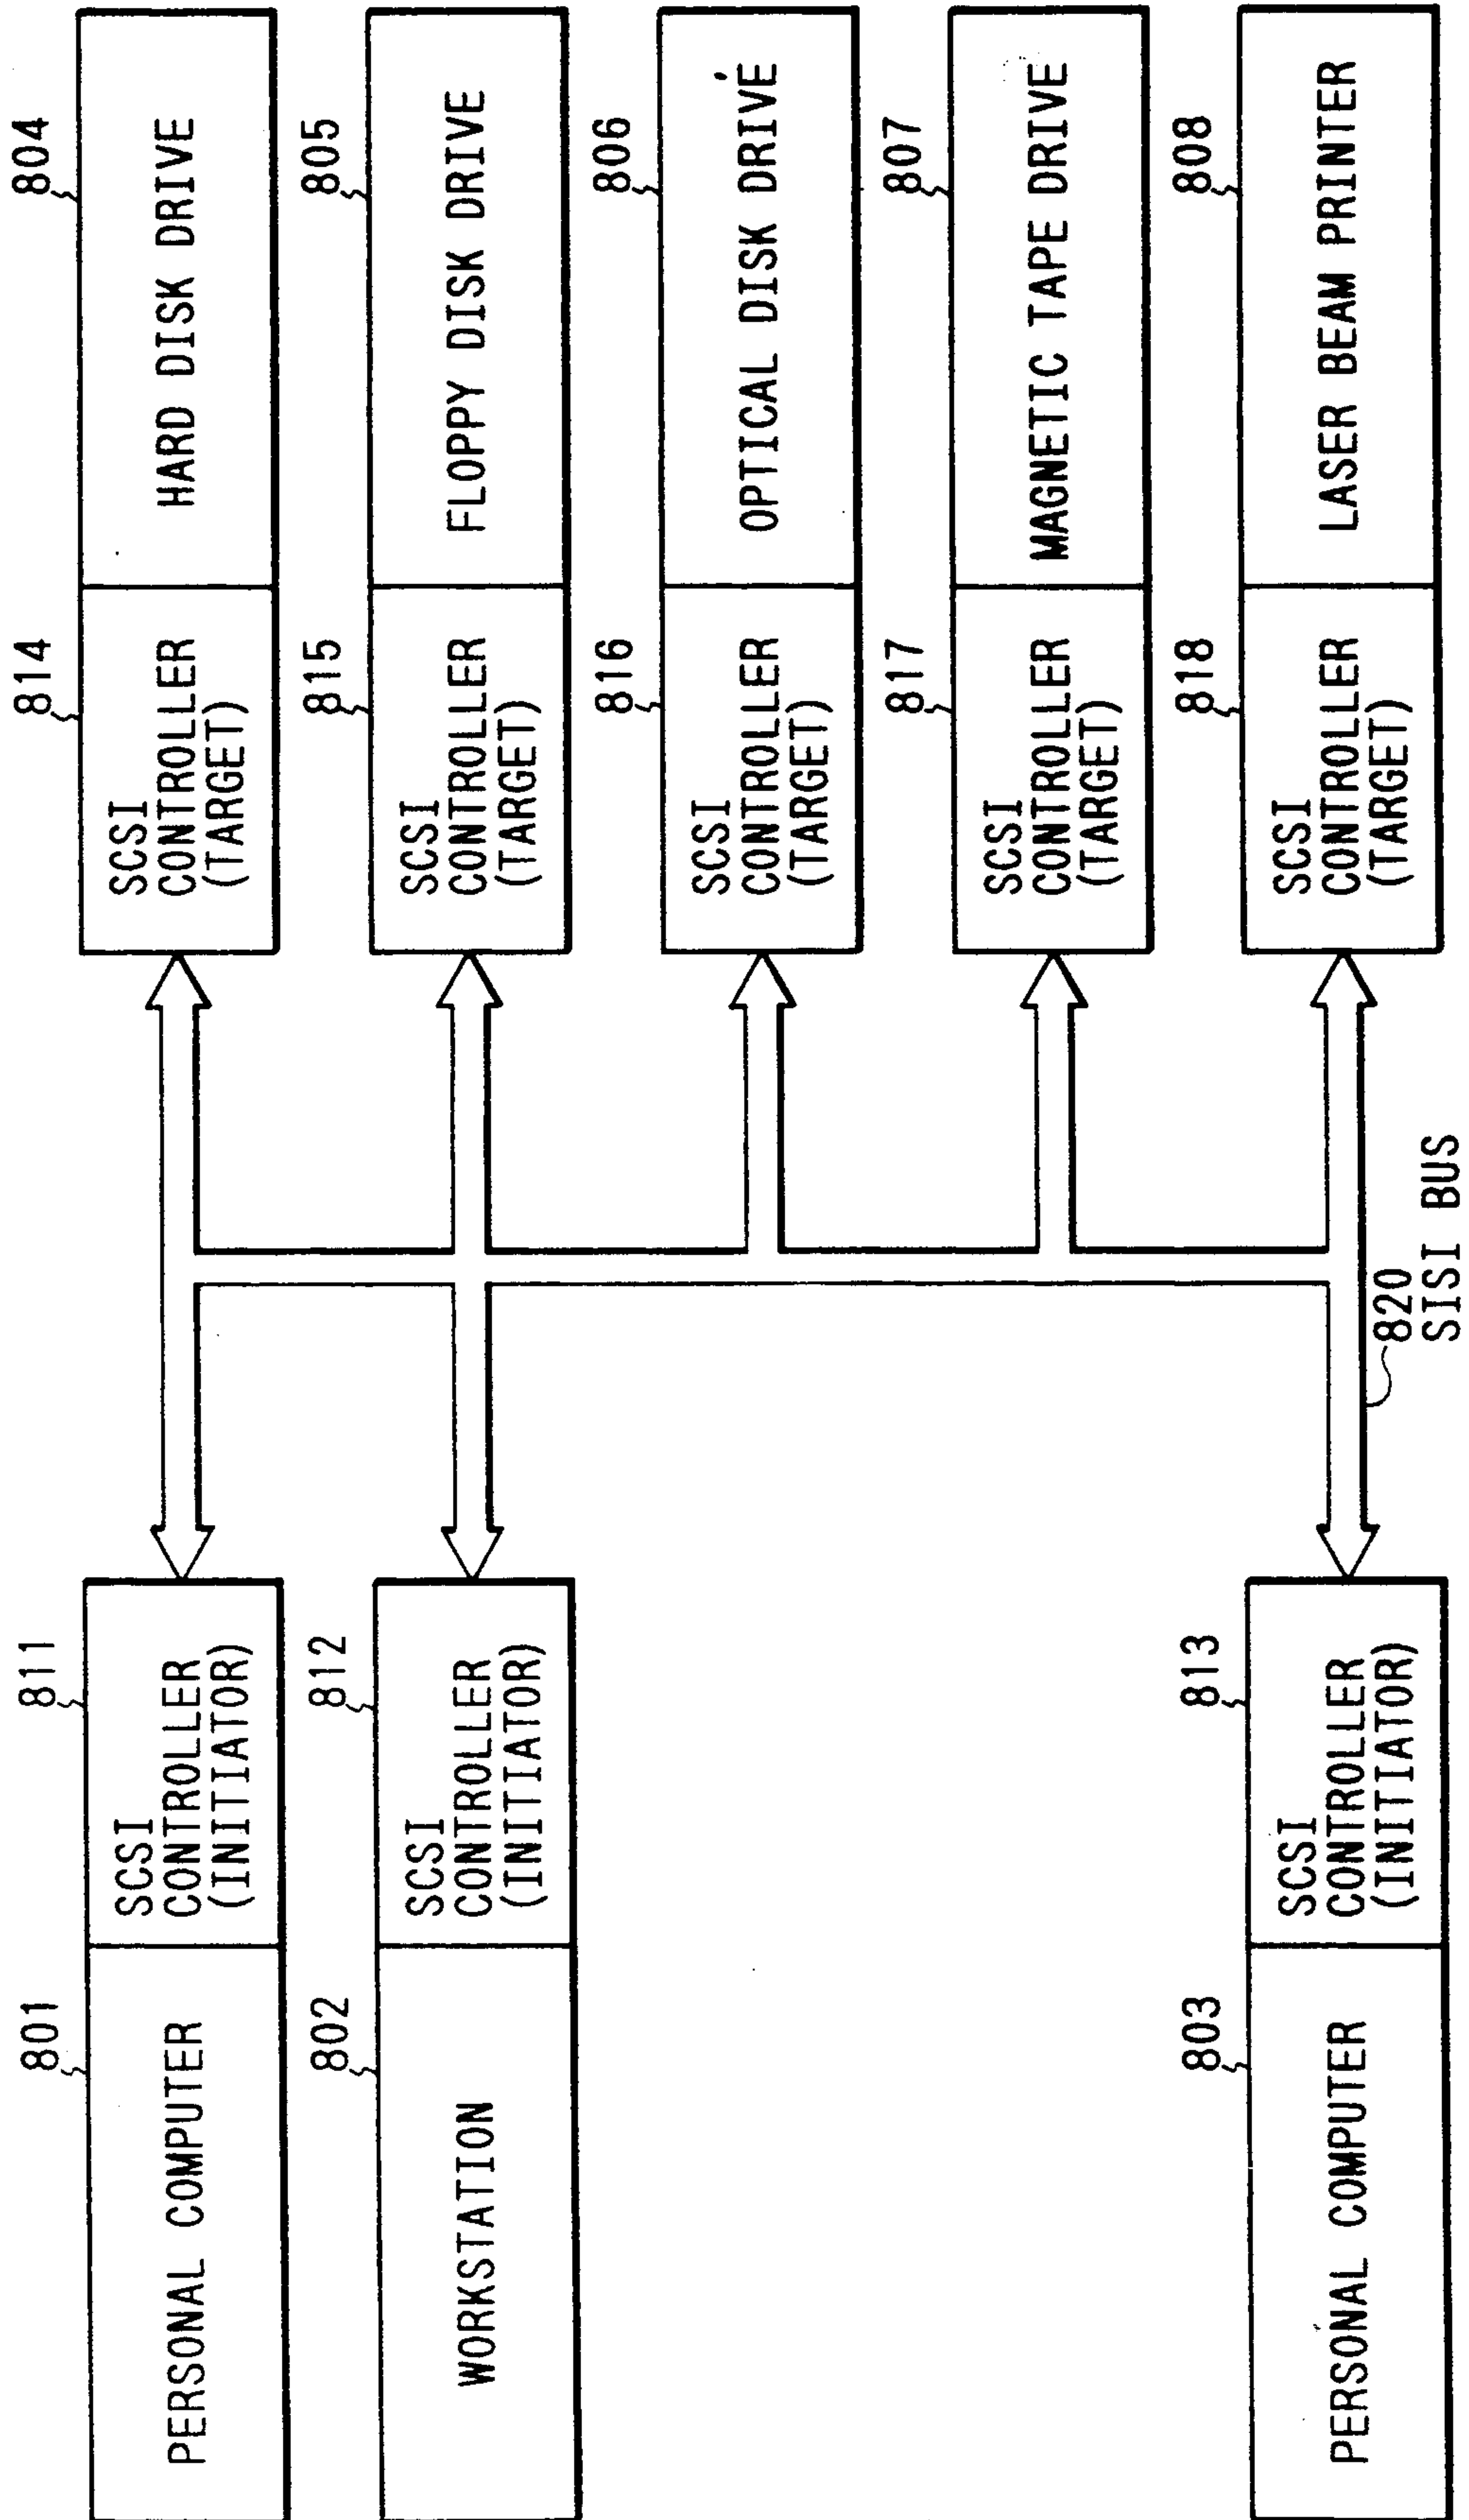 801
811
814
804
PERSONAL COMPUTER
SCSI
CONTROLLER
(INITIATOR)
SCSI
CONTROLLER
(TARGET)
HARD DISK DRIVE
802
812
815
805
WORKSTATION
SCSI
CONTROLLER
(INITIATOR)
SCSI
CONTROLLER
(TARGET)
FLOPPY DISK DRIVE
816
806
SCSI
CONTROLLER
(TARGET)
OPTICAL DISK DRIVE
817
807
SCSI
CONTROLLER
(TARGET)
MAGNETIC TAPE DRIVE
803
813
818
808
PERSONAL COMPUTER
SCSI
CONTROLLER
(INITIATOR)
SCSI
CONTROLLER
(TARGET)
LASER BEAM PRINTER
820
SISI BUS